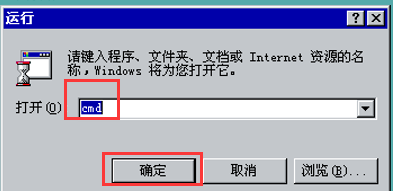 运行
请键入程序、文件夹、文档或 Internet 资源的名
称，Windows 将为您打开它。
打开(O) cmd
确定 取消 浏览(B)...